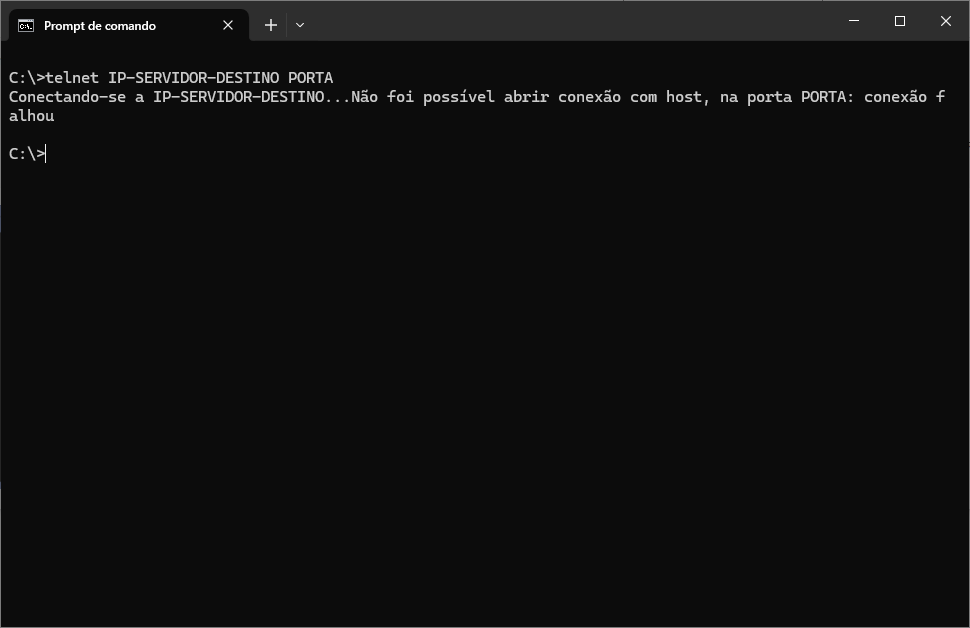 Prompt de comando
C:\>telnet IP-SERVIDOR-DESTINO PORTA
Conectando-se a IP-SERVIDOR-DESTINO...Não foi possível abrir conexão com host, na porta PORTA: conexão f
alhou
C:\>